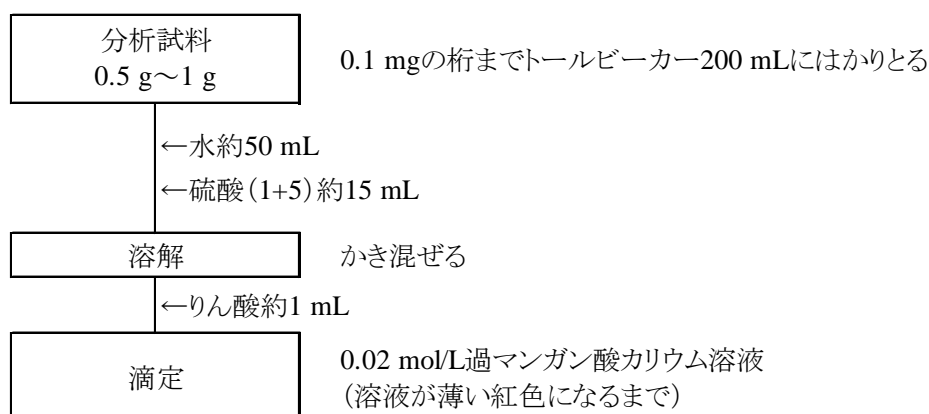 分析試料
0.5 g~1 g
0.1 mgの桁までトールビーカー200 mLにはかりとる
←水約50 mL
←硫酸(1+5)約15 mL
溶解
かき混ぜる
←りん酸約1 mL
滴定
0.02 mol/L過マンガン酸カリウム溶液
(溶液が薄い紅色になるまで)